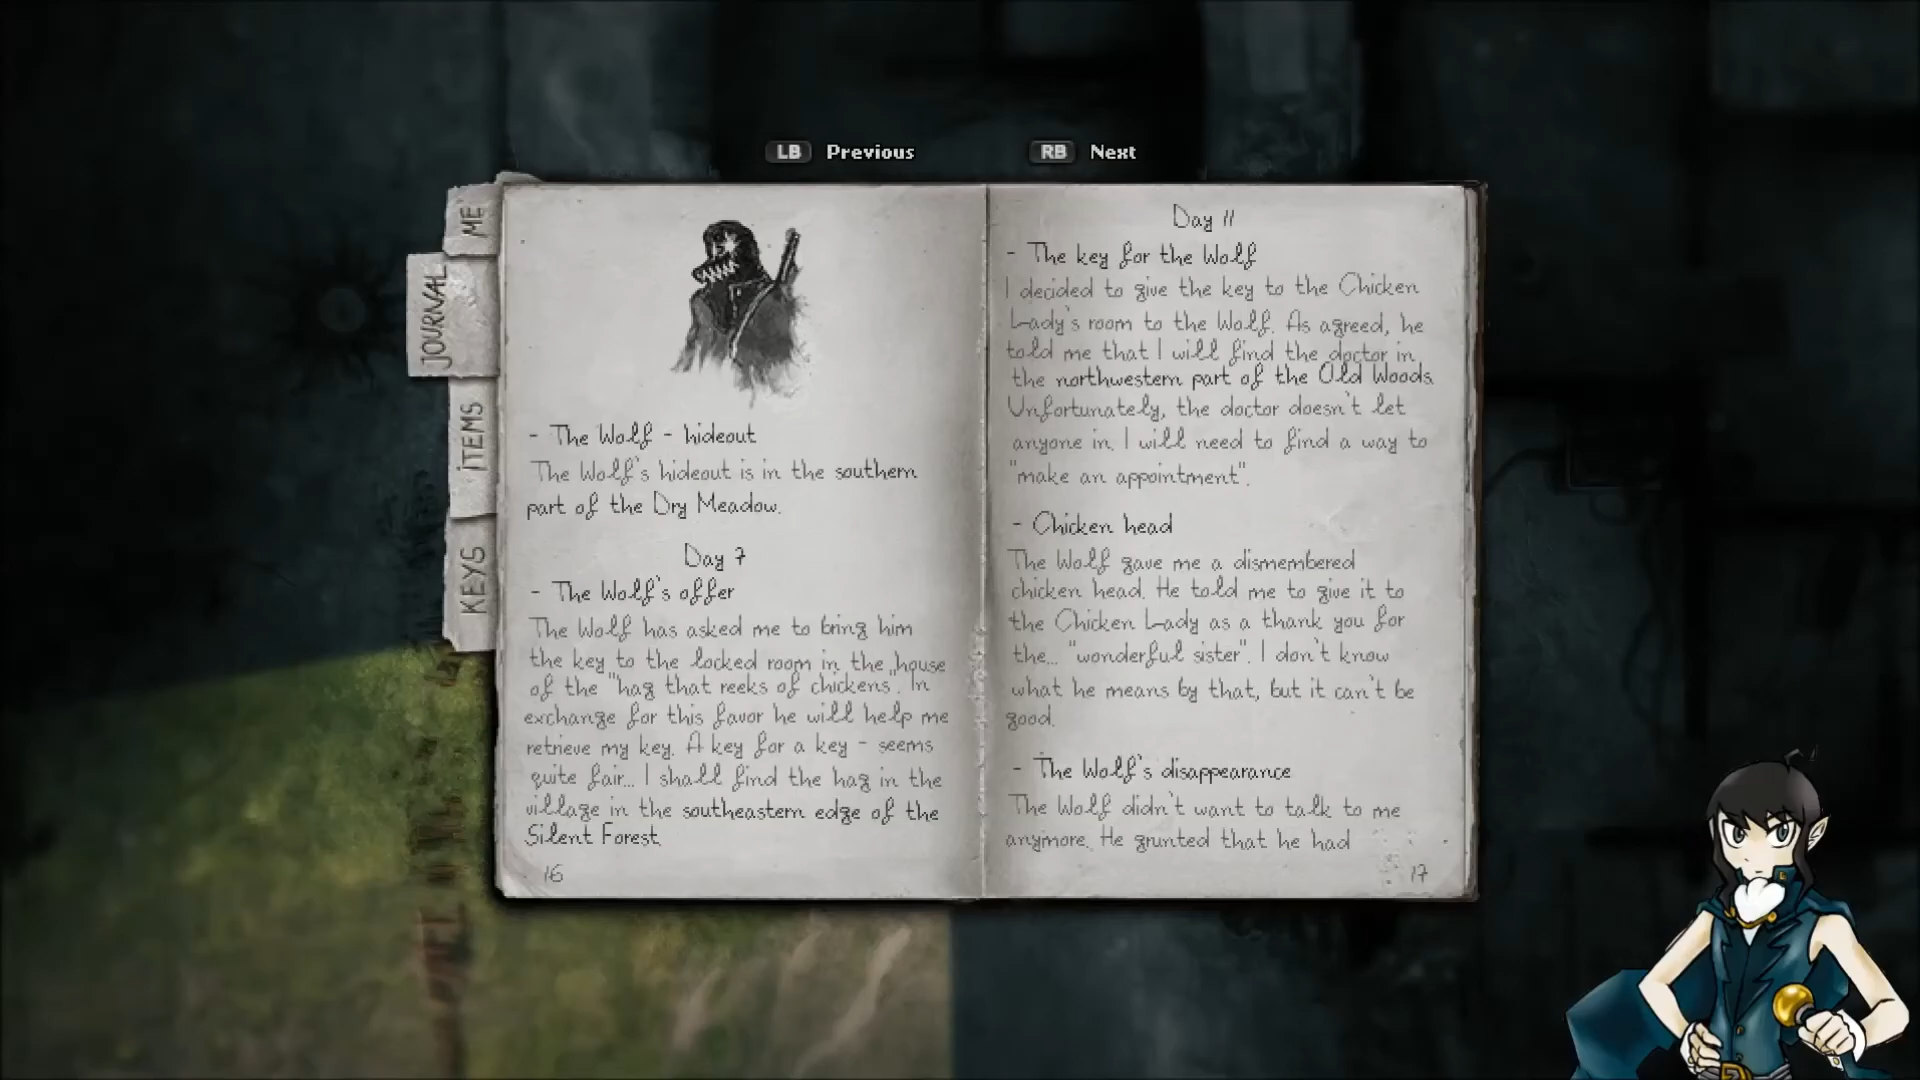 LB Previous RB Next
ME
JOURNAL
ITEMS
KEYS
- The Wolf - hideout
The Wolf's hideout is in the southern
part of the Dry Meadow.
Day 7
- The Wolf's offer
The Wolf has asked me to bring him
the key to the locked room in the house
of the "hag that reeks of chickens". In
exchange for this favor he will help me
retrieve my key. A key for a key - seems
quite fair... I shall find the hag in the
village in the southeastern edge of the
Silent Forest.
16
Day 11
- The key for the Wolf
I decided to give the key to the Chicken
Lady's room to the Wolf. As agreed, he
told me that I will find the doctor in
the northwestern part of the Old Woods.
Unfortunately, the doctor doesn't let
anyone in. I will need to find a way to
"make an appointment".
- Chicken head
The Wolf gave me a dismembered
chicken head. He told me to give it to
the Chicken Lady as a thank you for
the... "wonderful sister". I don't know
what he means by that, but it can't be
good.
- The Wolf's disappearance
The Wolf didn't want to talk to me
anymore. He grunted that he had
17